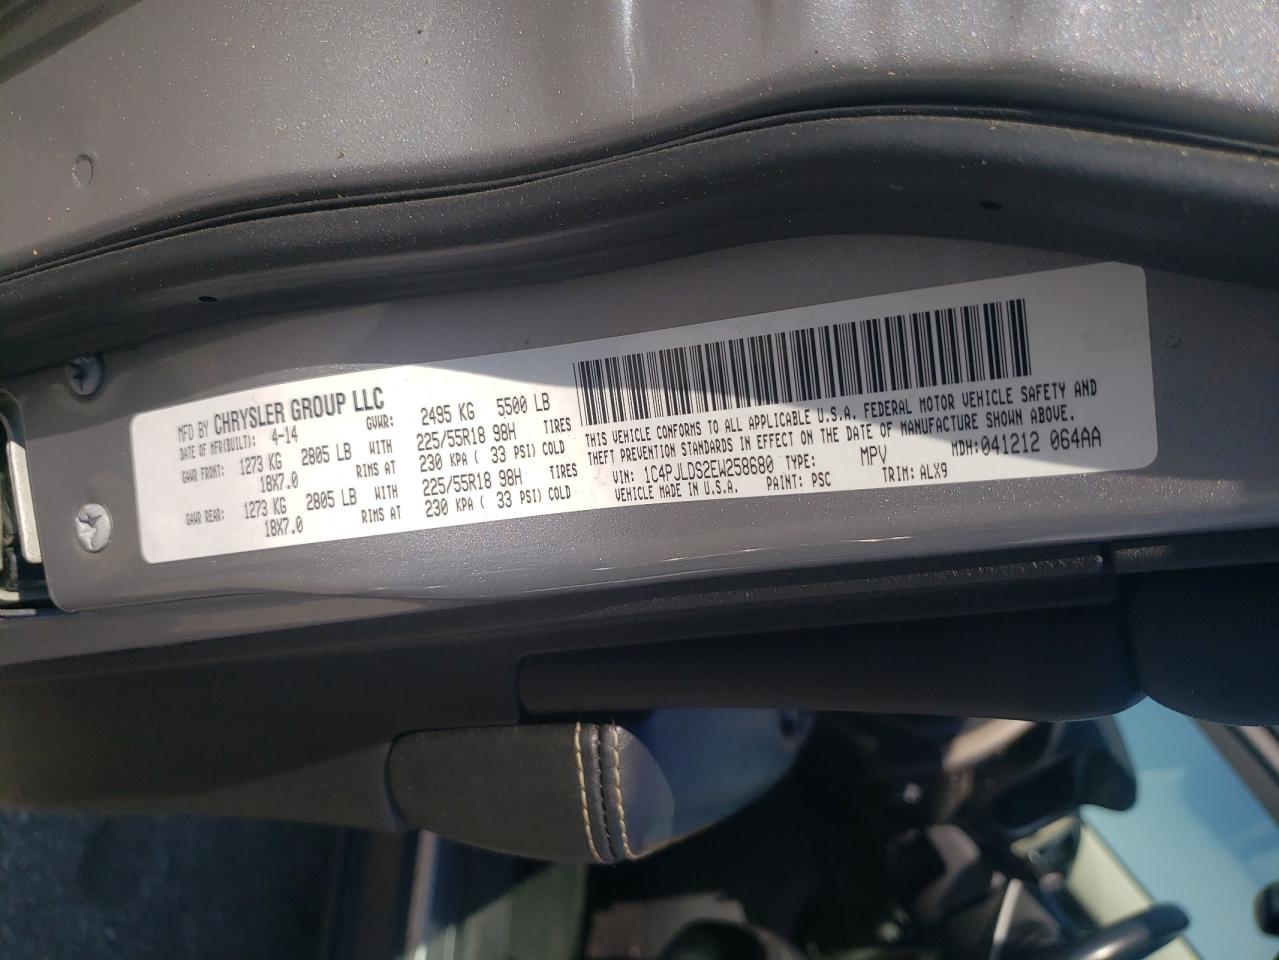 MFD BY CHRYSLER GROUP LLC
DATE OF MFR(BUILT): 4-14 GVWR: 2495 KG 5500 LB
GAWR FRONT: 1273 KG 2805 LB WITH 225/55R18 98H TIRES
18X7.0 RIMS AT 230 KPA ( 33 PSI) COLD
GAWR REAR: 1273 KG 2805 LB WITH 225/55R18 98H TIRES
18X7.0 RIMS AT 230 KPA ( 33 PSI) COLD
THIS VEHICLE CONFORMS TO ALL APPLICABLE U.S.A. FEDERAL MOTOR VEHICLE SAFETY AND
THEFT PREVENTION STANDARDS IN EFFECT ON THE DATE OF MANUFACTURE SHOWN ABOVE.
VIN: 1C4PJLDS2EW258680 TYPE: MPV MDH:041212 064AA
VEHICLE MADE IN U.S.A. PAINT: PSC TRIM: ALX9